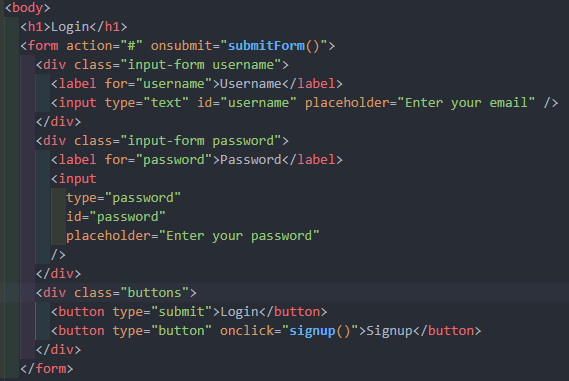 <body>
<h1>Login</h1>
<form action="#" onsubmit="submitForm()">
<div class="input-form username">
<label for="username">Username</label>
<input type="text" id="username" placeholder="Enter your email" />
</div>
<div class="input-form password">
<label for="password">Password</label>
<input
type="password"
id="password"
placeholder="Enter your password"
/>
</div>
<div class="buttons">
<button type="submit">Login</button>
<button type="button" onclick="signup()">Signup</button>
</div>
</form>